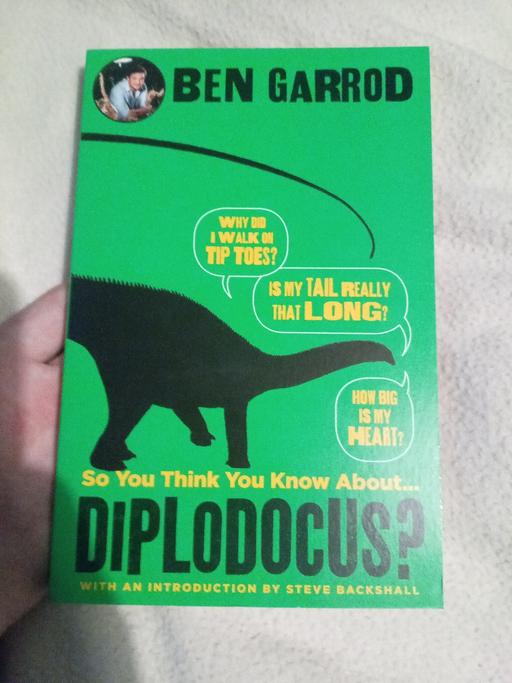 BEN GARROD
WHY DID
I WALK ON
TIP TOES?
IS MY TAIL REALLY
THAT LONG?
HOW BIG
IS MY
HEART?
So You Think You Know About...
DiPLODOCUS?
WITH AN INTRODUCTION BY STEVE BACKSHALL